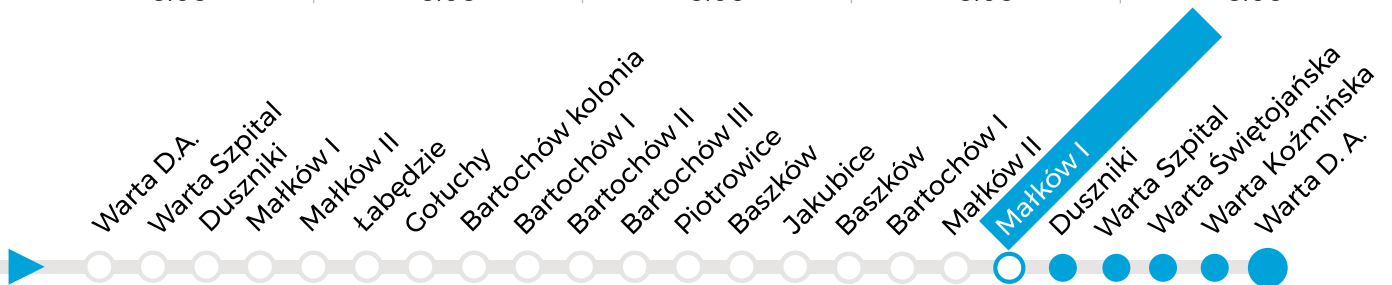 Warta D.A.
Warta Szpital
Duszniki
Małków I
Małków II
Łabędzie
Gołuchy
Bartochów kolonia
Bartochów I
Bartochów II
Bartochów III
Piotrowice
Baszków
Jakubice
Baszków
Bartochów I
Małków II
Małków I
Duszniki
Warta Szpital
Warta Świętojańska
Warta Koźmińska
Warta D. A.